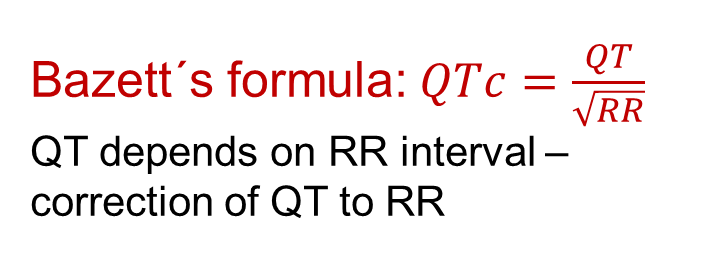 Bazett´s formula: QTc = QT/√RR
QT depends on RR interval –
correction of QT to RR